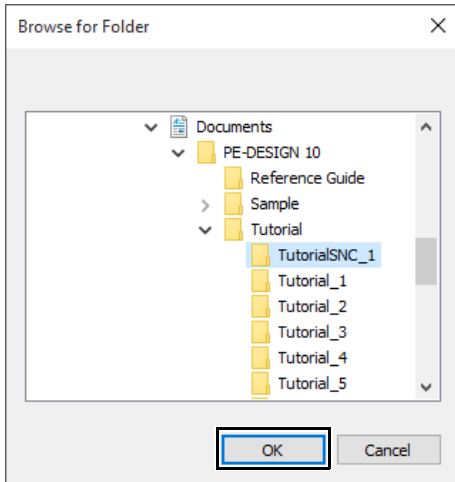 Browse for Folder
Documents
PE-DESIGN 10
Reference Guide
Sample
Tutorial
TutorialSNC_1
Tutorial_1
Tutorial_2
Tutorial_3
Tutorial_4
Tutorial_5
OK Cancel